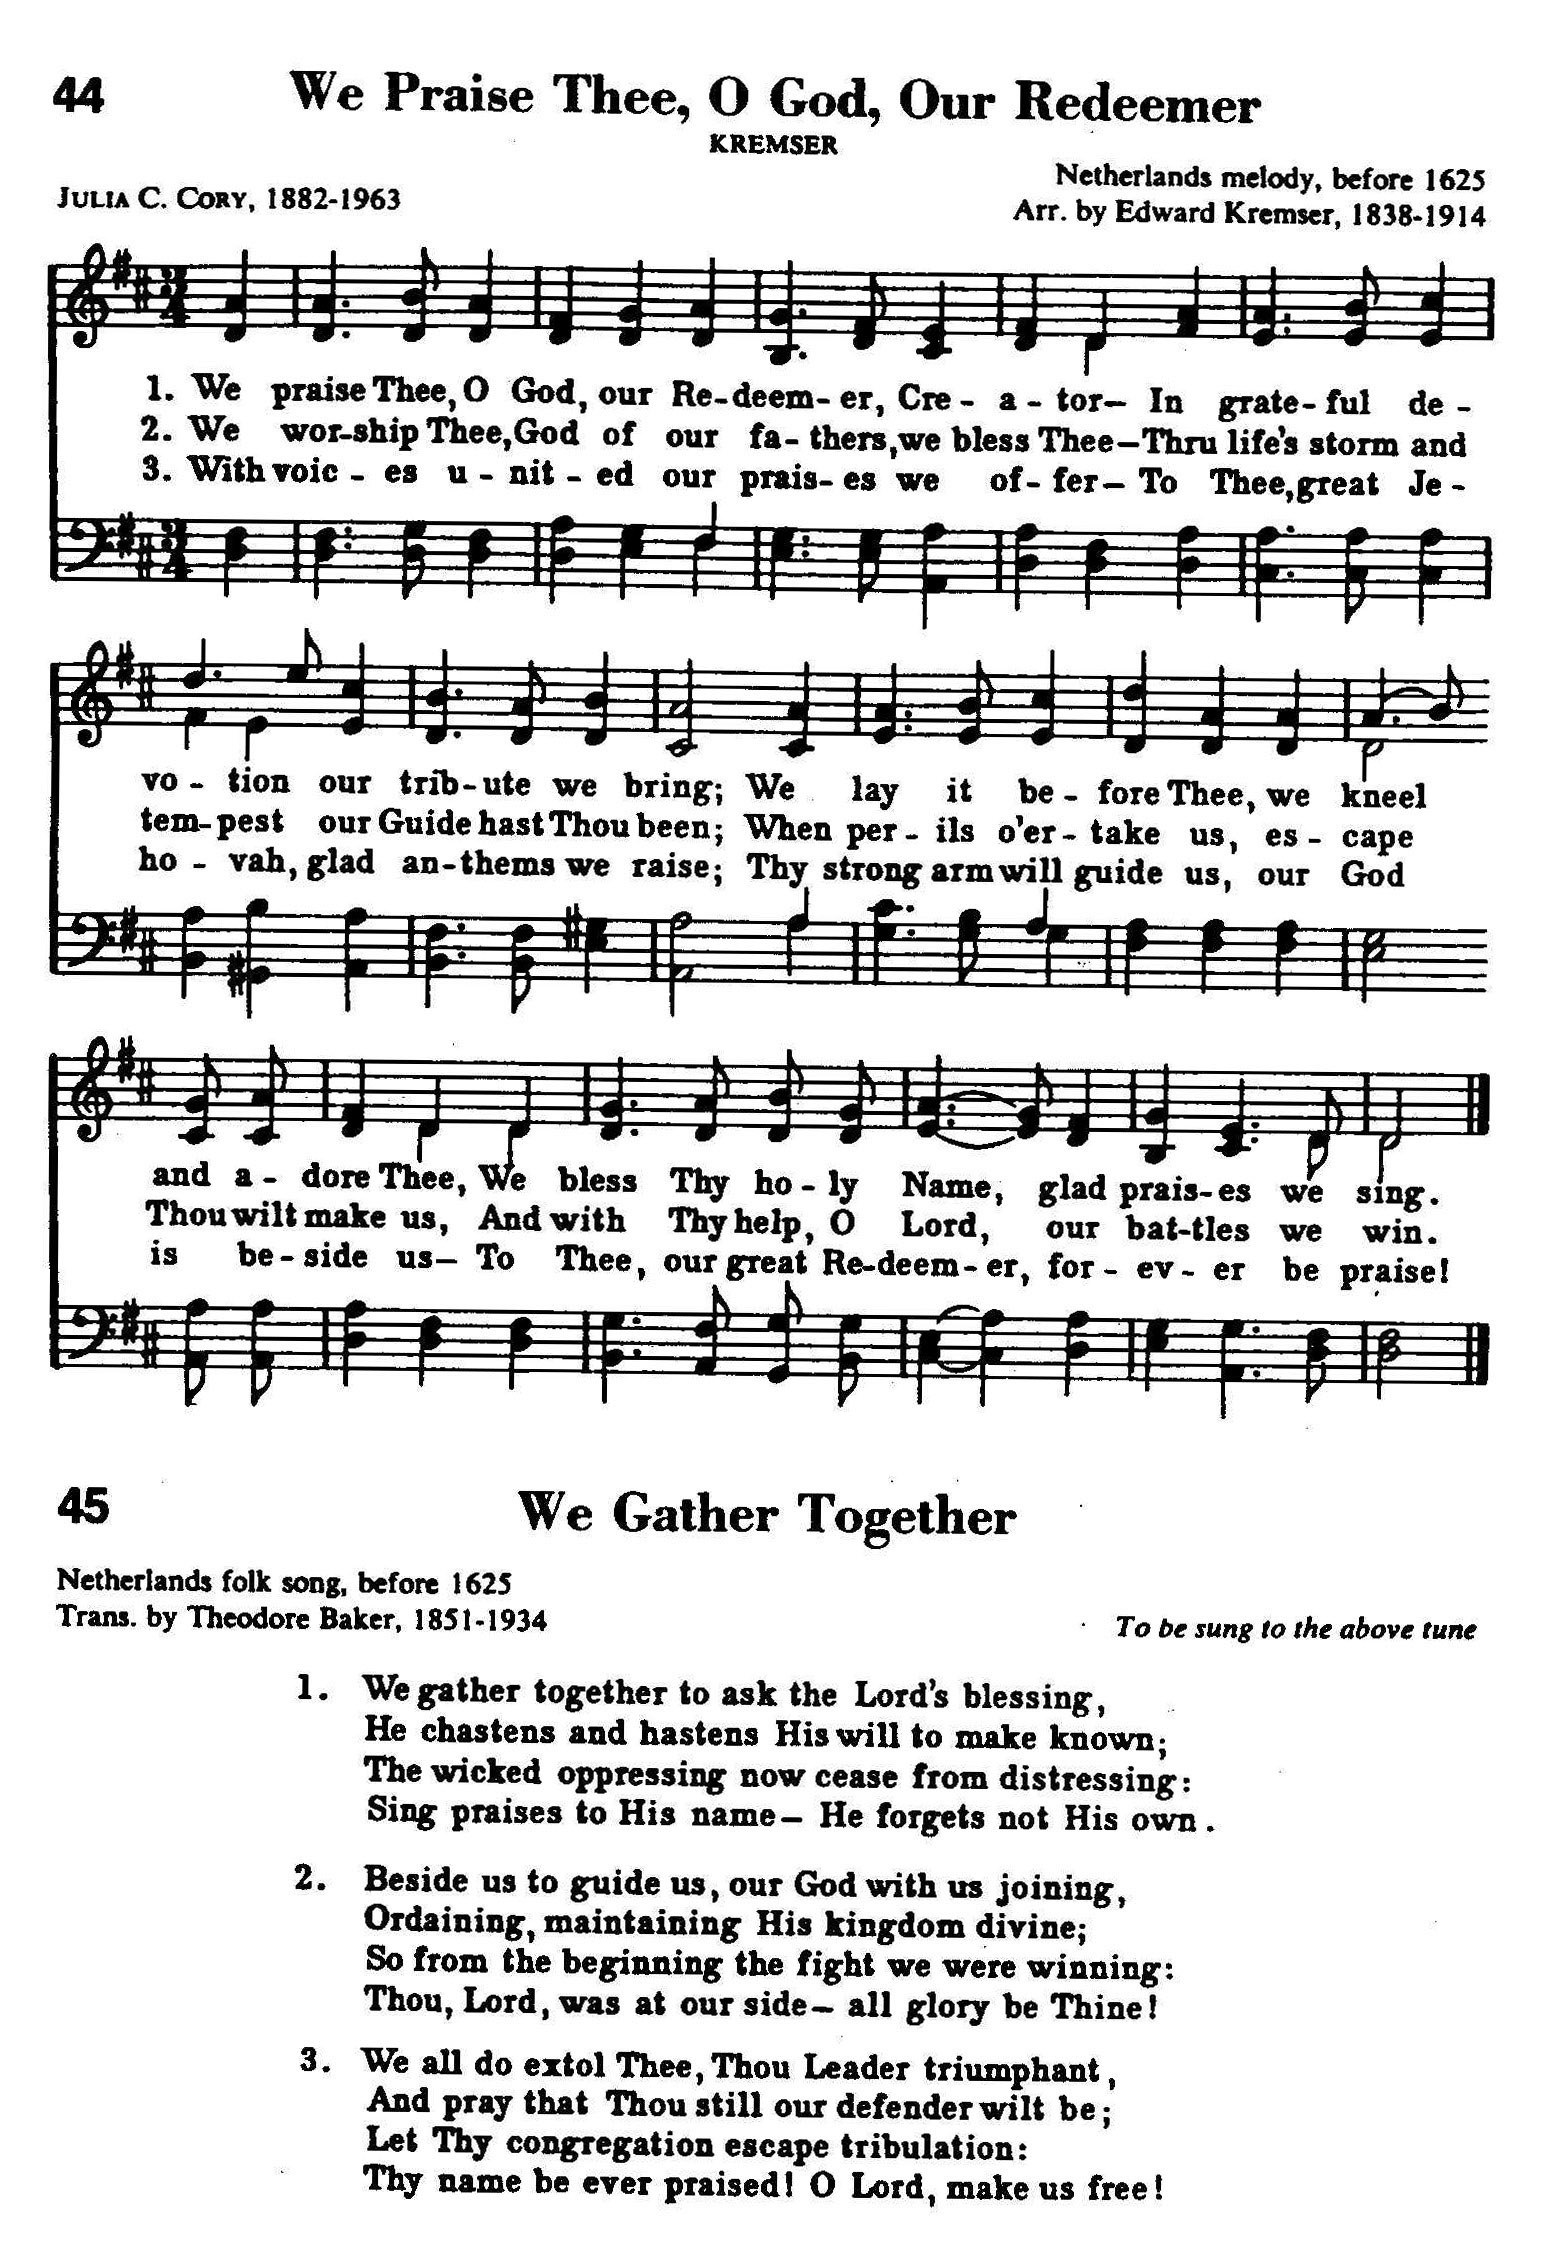 44 We Praise Thee, O God, Our Redeemer
KREMSER
JULIA C. CORY, 1882-1963
Netherlands melody, before 1625
Arr. by Edward Kremser, 1838-1914
3/4
1. We praise Thee, O God, our Re-deem-er, Cre-a-tor— In grate-ful de-
2. We wor-ship Thee, God of our fa-thers, we bless Thee—Thru life's storm and
3. With voic-es u-nit-ed our prais-es we of-fer— To Thee, great Je-
3/4
vo-tion our trib-ute we bring; We lay it be-fore Thee, we kneel
tem-pest our Guide hast Thou been; When per-ils o'er-take us, es-cape
ho-vah, glad an-thems we raise; Thy strong arm will guide us, our God
and a-dore Thee, We bless Thy ho-ly Name, glad prais-es we sing.
Thou wilt make us, And with Thy help, O Lord, our bat-tles we win.
is be-side us— To Thee, our great Re-deem-er, for-ev-er be praise!
45 We Gather Together
Netherlands folk song, before 1625
Trans. by Theodore Baker, 1851-1934
To be sung to the above tune
1. We gather together to ask the Lord's blessing,
He chastens and hastens His will to make known;
The wicked oppressing now cease from distressing:
Sing praises to His name— He forgets not His own.
2. Beside us to guide us, our God with us joining,
Ordaining, maintaining His kingdom divine;
So from the beginning the fight we were winning:
Thou, Lord, was at our side— all glory be Thine!
3. We all do extol Thee, Thou Leader triumphant,
And pray that Thou still our defender wilt be;
Let Thy congregation escape tribulation:
Thy name be ever praised! O Lord, make us free!